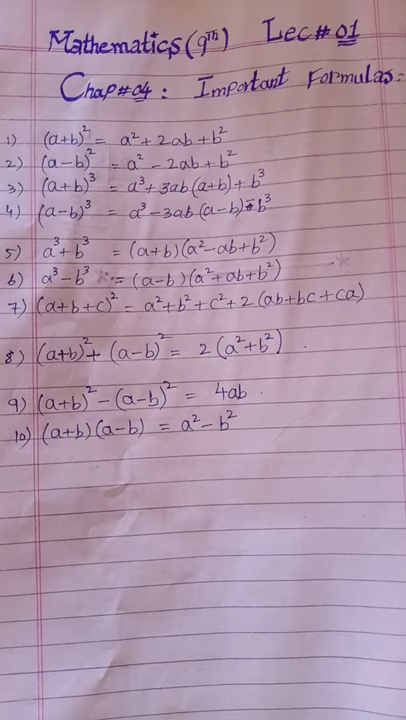 Mathematics(9th) Lec# 01
Chap#04: Important Formulas:
1) (a+b)² = a² + 2ab + b²
2) (a-b)² = a² - 2ab + b²
3) (a+b)³ = a³ + 3ab(a+b) + b³
4) (a-b)³ = a³ - 3ab(a-b) - b³
5) a³ + b³ = (a+b)(a² - ab + b²)
6) a³ - b³ = (a-b)(a² + ab + b²)
7) (a+b+c)² = a² + b² + c² + 2(ab+bc+ca)
8) (a+b)² + (a-b)² = 2(a² + b²).
9) (a+b)² - (a-b)² = 4ab.
10) (a+b)(a-b) = a² - b²